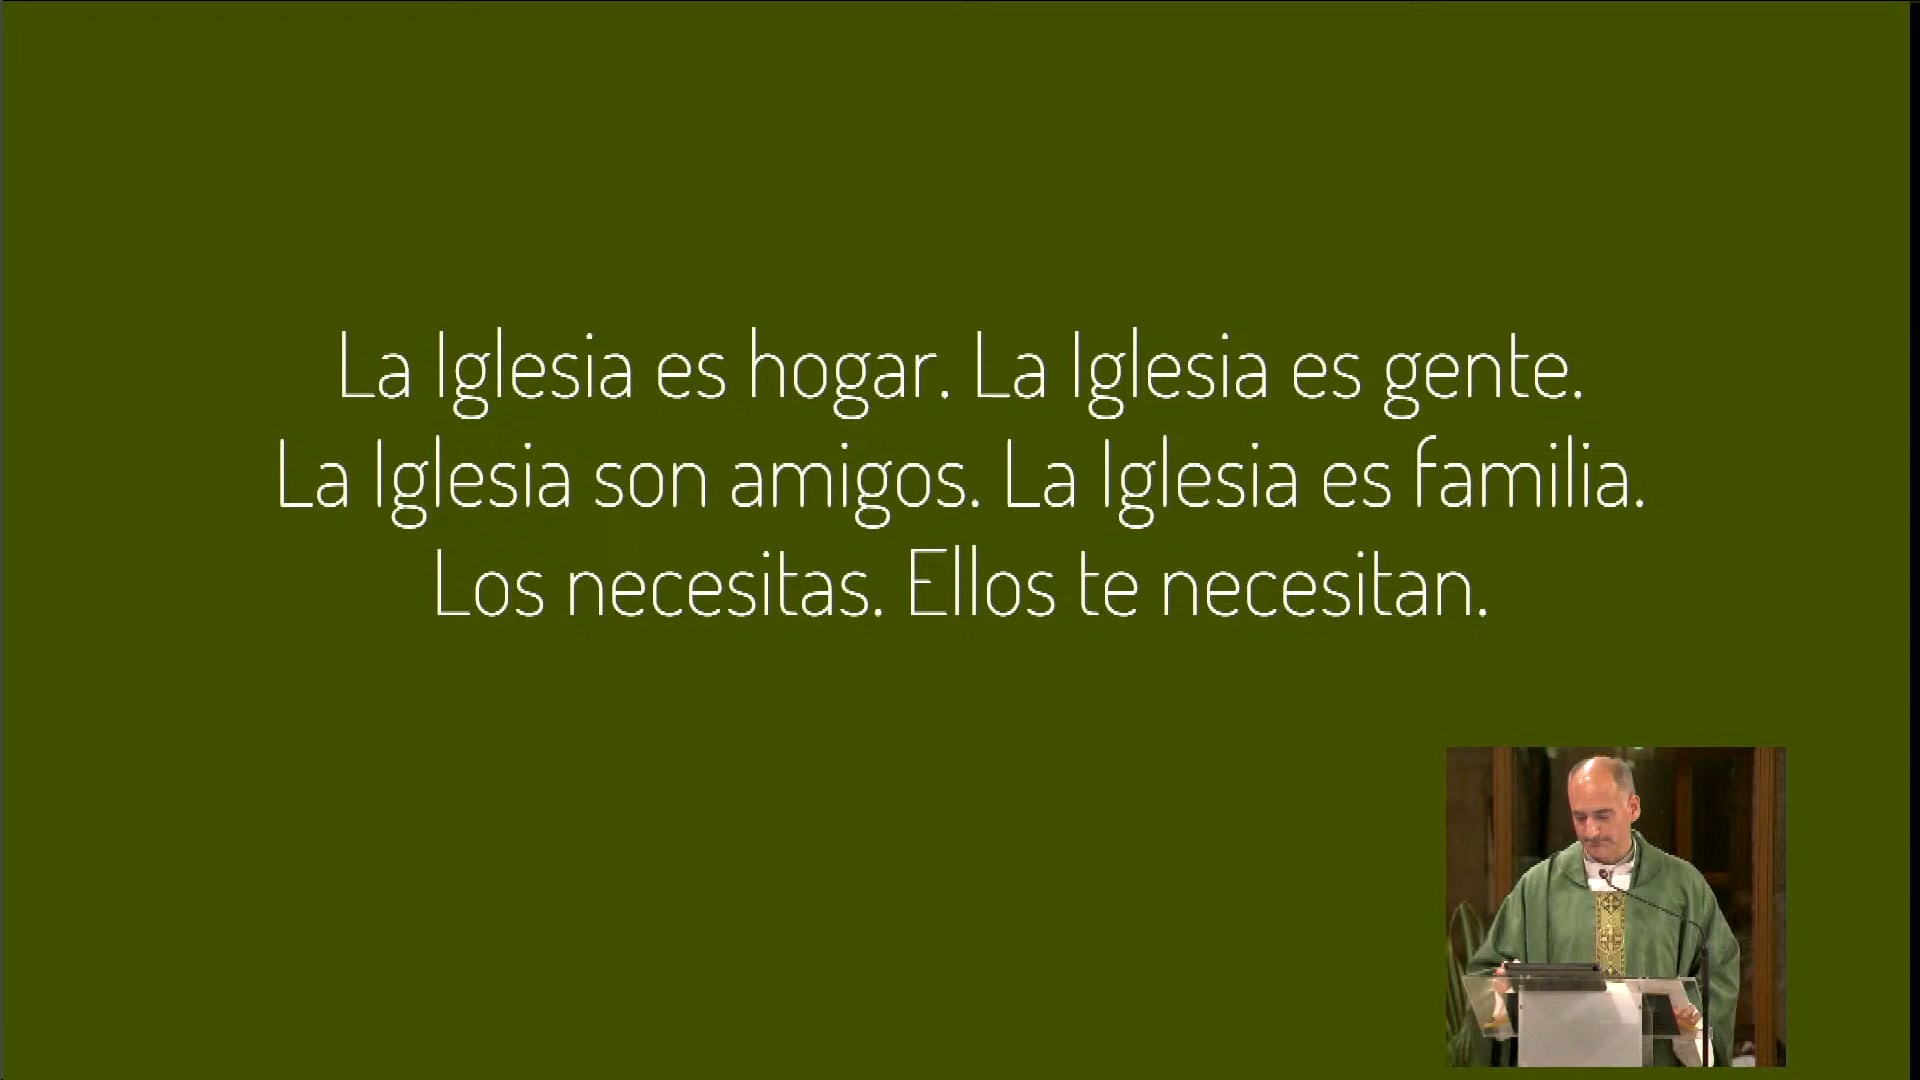 La Iglesia es hogar. La Iglesia es gente.
La Iglesia son amigos. La Iglesia es familia.
Los necesitas. Ellos te necesitan.